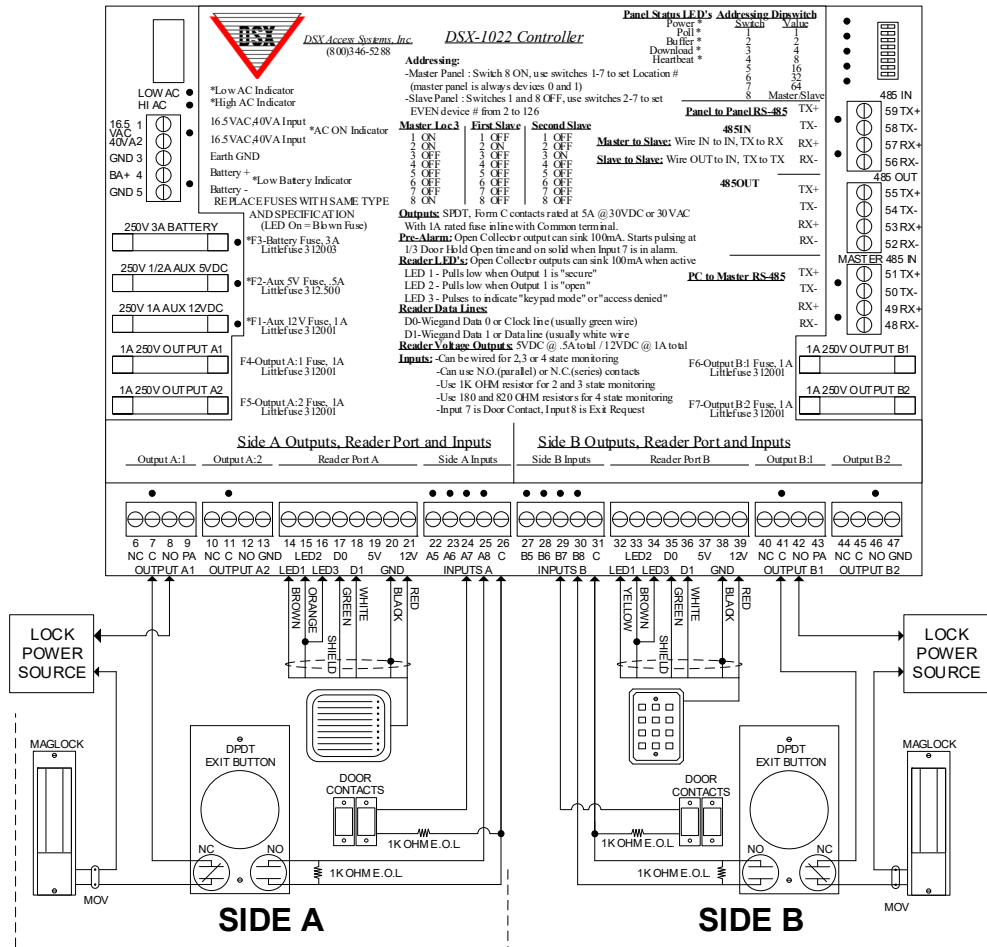 DSX
DSX Access Systems, Inc.
(800)346-5288
DSX-1022 Controller
Panel Status LED's
Power *
Poll *
Buffer *
Download *
Heartbeat *
Addressing Dipswitch
Switch Value
1 1
2 2
3 4
4 8
5 16
6 32
7 64
8 Master/Slave
Addressing:
-Master Panel : Switch 8 ON, use switches 1-7 to set Location #
(master panel is always devices 0 and 1)
-Slave Panel : Switches 1 and 8 OFF, use switches 2-7 to set
EVEN device # from 2 to 126
Master Loc 3 First Slave Second Slave
1 ON 1 OFF 1 OFF
2 ON 2 ON 2 OFF
3 OFF 3 OFF 3 ON
4 OFF 4 OFF 4 OFF
5 OFF 5 OFF 5 OFF
6 OFF 6 OFF 6 OFF
7 OFF 7 OFF 7 OFF
8 ON 8 OFF 8 OFF
LOW AC
HI AC
*Low AC Indicator
*High AC Indicator
16.5 1
VAC
40VA 2
GND 3
BA+ 4
GND 5
16.5 VAC,40VA Input
*AC ON Indicator
16.5 VAC,40VA Input
Earth GND
Battery +
*Low Battery Indicator
Battery -
REPLACE FUSES WITH SAME TYPE
AND SPECIFICATION
(LED On = Blown Fuse)
250V 3A BATTERY
*F3-Battery Fuse, 3A
Littlefuse 312003
250V 1/2A AUX 5VDC
*F2-Aux 5V Fuse, .5A
Littlefuse 312.500
250V 1A AUX 12VDC
*F1-Aux 12V Fuse, 1A
Littlefuse 312001
1A 250V OUTPUT A1
F4-Output A:1 Fuse, 1A
Littlefuse 312001
1A 250V OUTPUT A2
F5-Output A:2 Fuse, 1A
Littlefuse 312001
Outputs: SPDT, Form C contacts rated at 5A @ 30VDC or 30VAC
With 1A rated fuse inline with Common terminal.
Pre-Alarm: Open Collector output can sink 100mA. Starts pulsing at
1/3 Door Hold Open time and on solid when Input 7 is in alarm.
Reader LED's: Open Collector outputs can sink 100mA when active
LED 1 - Pulls low when Output 1 is "secure"
LED 2 - Pulls low when Output 1 is "open"
LED 3 - Pulses to indicate "keypad mode" or "access denied"
Reader Data Lines:
D0-Wiegand Data 0 or Clock line (usually green wire)
D1-Wiegand Data 1 or Data line (usually white wire
Reader Voltage Outputs: 5VDC @ .5A total / 12VDC @ 1A total
Inputs: -Can be wired for 2,3 or 4 state monitoring
-Can use N.O.(parallel) or N.C.(series) contacts
-Use 1K OHM resistor for 2 and 3 state monitoring
-Use 180 and 820 OHM resistors for 4 state monitoring
-Input 7 is Door Contact, Input 8 is Exit Request
Panel to Panel RS-485
485IN
Master to Slave: Wire IN to IN, TX to RX
Slave to Slave: Wire OUT to IN, TX to TX
485OUT
PC to Master RS-485
TX+
TX-
RX+
RX-
TX+
TX-
RX+
RX-
TX+
TX-
RX+
RX-
485 IN
59 TX+
58 TX-
57 RX+
56 RX-
485 OUT
55 TX+
54 TX-
53 RX+
52 RX-
MASTER 485 IN
51 TX+
50 TX-
49 RX+
48 RX-
1A 250V OUTPUT B1
F6-Output B:1 Fuse, 1A
Littlefuse 312001
1A 250V OUTPUT B2
F7-Output B:2 Fuse, 1A
Littlefuse 312001
Side A Outputs, Reader Port and Inputs Side B Outputs, Reader Port and Inputs
Output A:1 Output A:2 Reader Port A Side A Inputs Side B Inputs Reader Port B Output B:1 Output B:2
6 7 8 9 10 11 12 13 14 15 16 17 18 19 20 21 22 23 24 25 26 27 28 29 30 31 32 33 34 35 36 37 38 39 40 41 42 43 44 45 46 47
NC C NO PA NC C NO GND LED2 D0 5V 12V A5 A6 A7 A8 C B5 B6 B7 B8 C LED2 D0 5V 12V NC C NO PA NC C NO GND
OUTPUT A1 OUTPUT A2 LED1 LED3 D1 GND INPUTS A INPUTS B LED1 LED3 D1 GND OUTPUT B1 OUTPUT B2
BROWN ORANGE SHIELD GREEN WHITE BLACK RED
YELLOW BROWN SHIELD GREEN WHITE BLACK RED
LOCK
POWER
SOURCE
LOCK
POWER
SOURCE
MAGLOCK
DPDT
EXIT BUTTON
DOOR
CONTACTS
1K OHM E.O.L.
NC NO
1K OHM E.O.L.
MOV
SIDE A
DOOR
CONTACTS
1K OHM E.O.L.
DPDT
EXIT BUTTON
MAGLOCK
NO NC
1K OHM E.O.L.
MOV
SIDE B